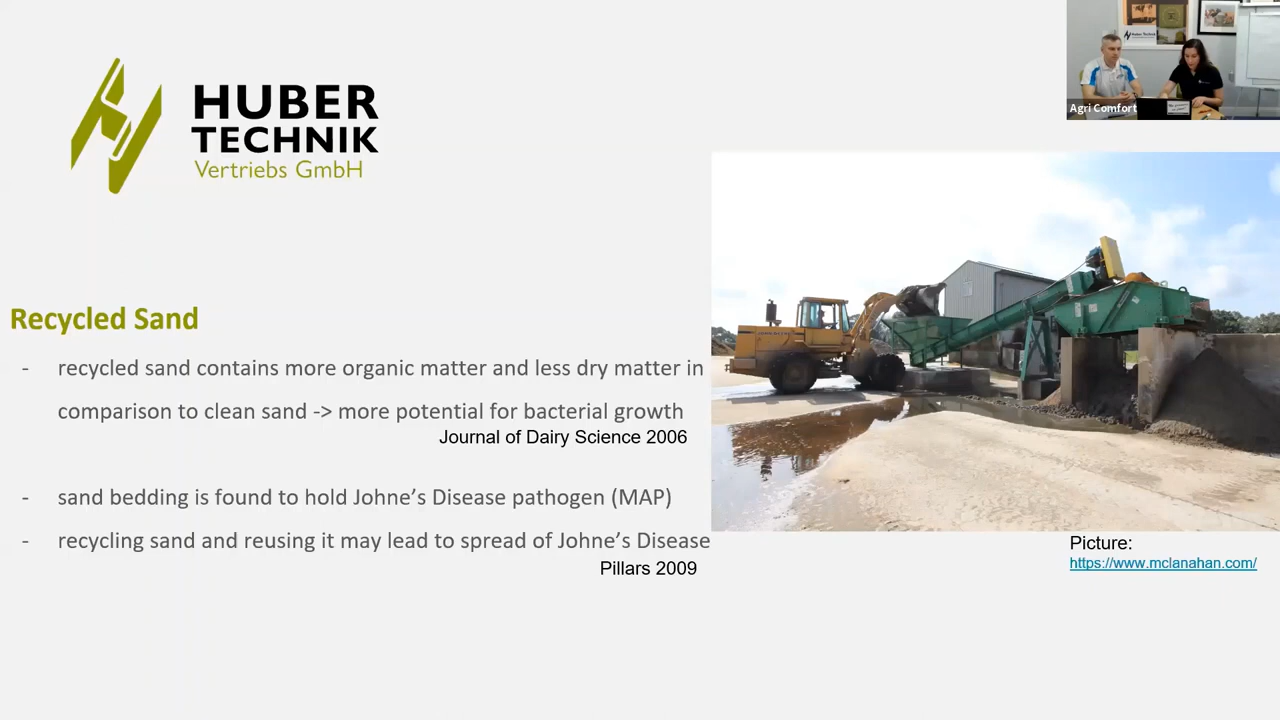 HUBER
TECHNIK
Vertriebs GmbH
Agri Comfort
Recycled Sand
- recycled sand contains more organic matter and less dry matter in
comparison to clean sand -> more potential for bacterial growth
Journal of Dairy Science 2006
- sand bedding is found to hold Johne’s Disease pathogen (MAP)
- recycling sand and reusing it may lead to spread of Johne’s Disease
Pillars 2009
Picture:
https://www.mclanahan.com/